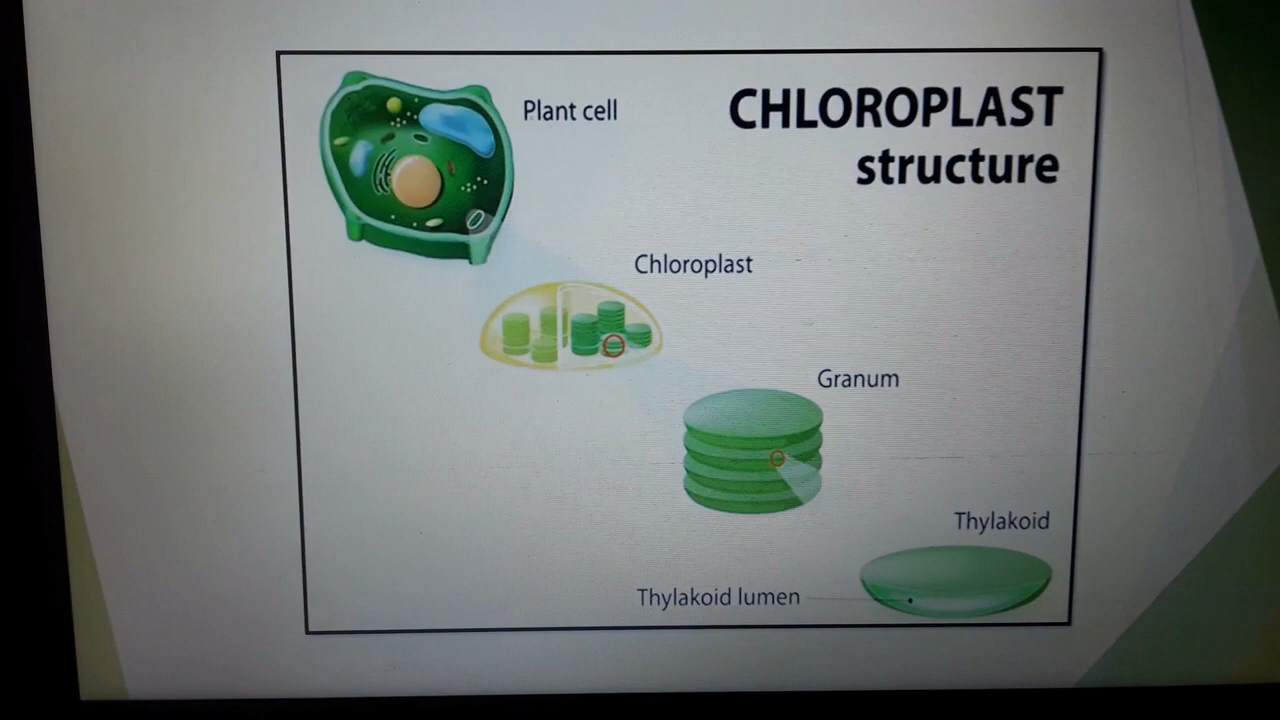 Plant cell
CHLOROPLAST
structure
Chloroplast
Granum
Thylakoid
Thylakoid lumen